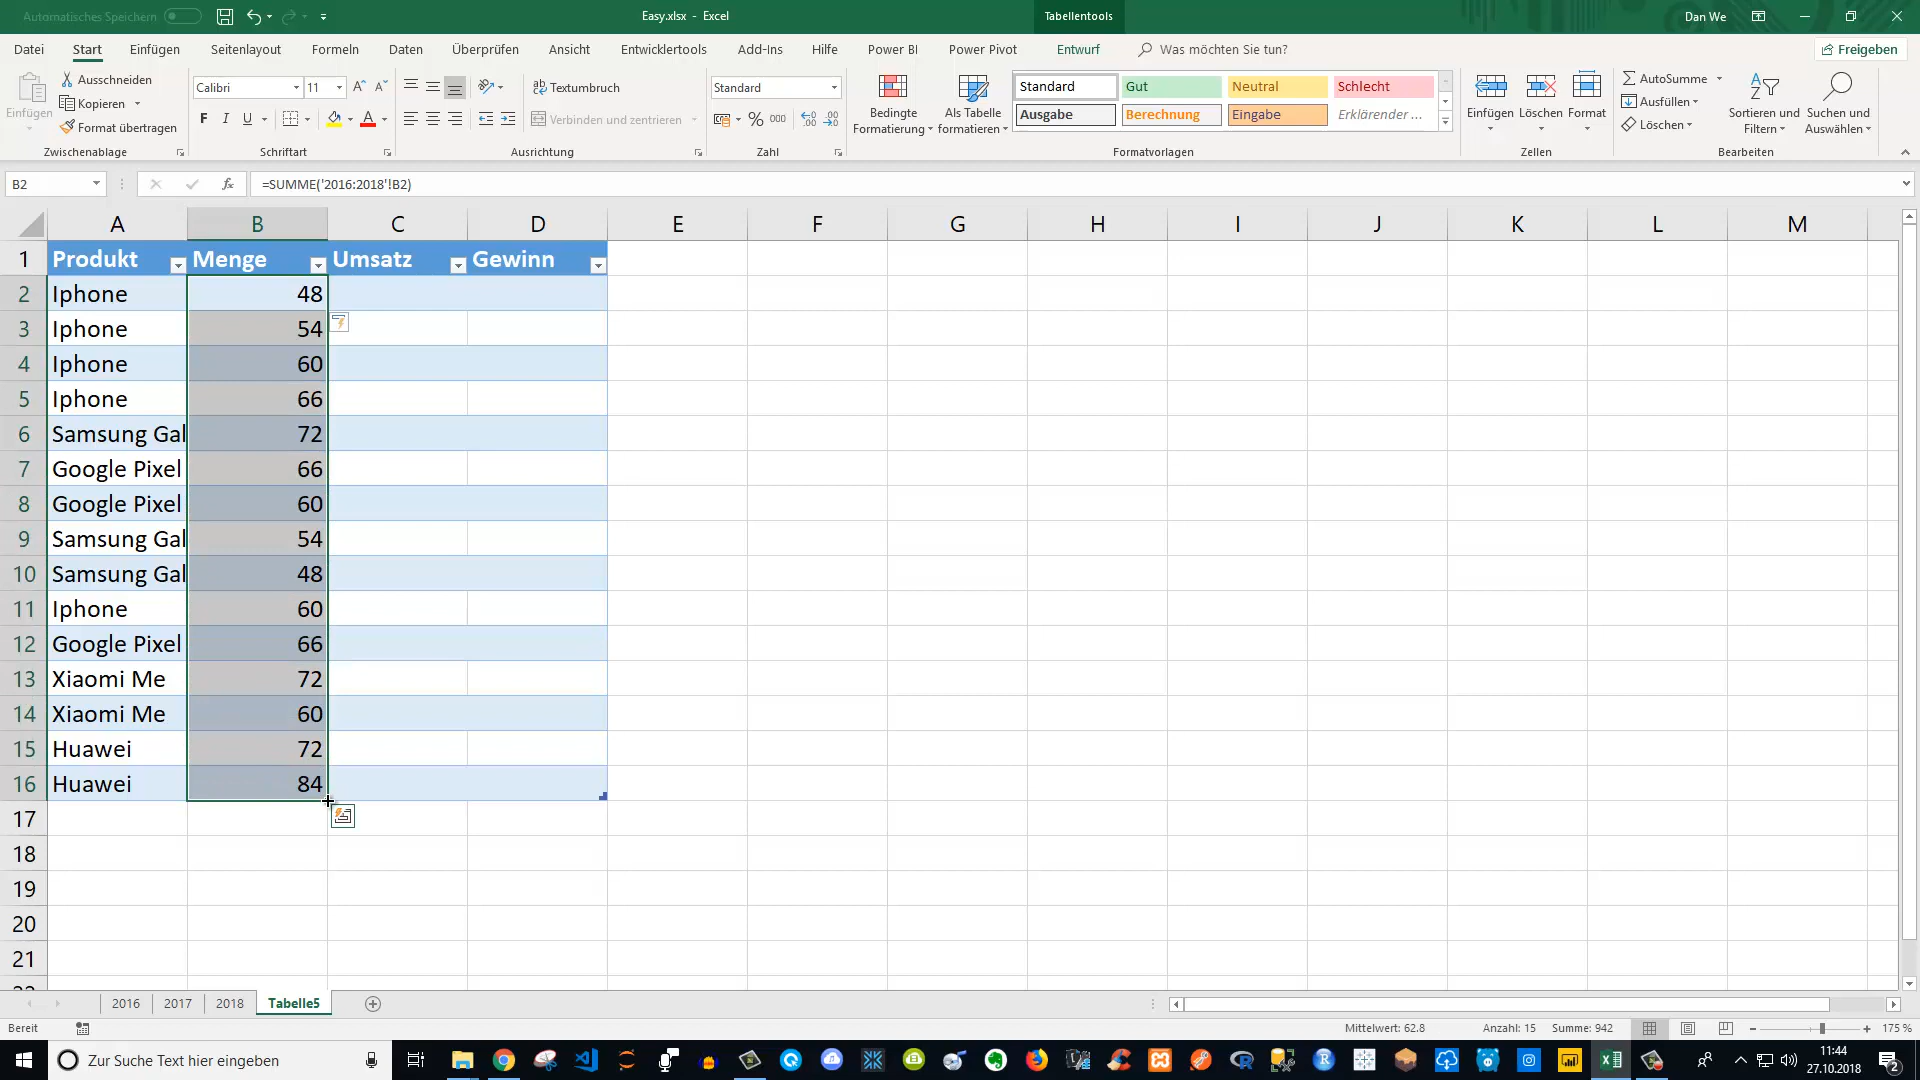 Automatisches Speichern
Easy.xlsx - Excel
Tabellentools
Dan We
Datei Start Einfügen Seitenlayout Formeln Daten Überprüfen Ansicht Entwicklertools Add-Ins Hilfe Power BI Power Pivot Entwurf Was möchten Sie tun? Freigeben
Einfügen
Ausschneiden
Kopieren
Format übertragen
Zwischenablage
Calibri 11
F K U
Schriftart
Textumbruch
Verbinden und zentrieren
Ausrichtung
Standard
% 000
Zahl
Bedingte Formatierung
Als Tabelle formatieren
Standard Gut Neutral Schlecht
Ausgabe Berechnung Eingabe Erklärender ...
Formatvorlagen
Einfügen Löschen Format
Zellen
AutoSumme
Ausfüllen
Löschen
Sortieren und Filtern
Suchen und Auswählen
Bearbeiten
B2 fx =SUMME('2016:2018'!B2)
A B C D E F G H I J K L M
1 Produkt Menge Umsatz Gewinn
2 Iphone 48
3 Iphone 54
4 Iphone 60
5 Iphone 66
6 Samsung Gal 72
7 Google Pixel 66
8 Google Pixel 60
9 Samsung Gal 54
10 Samsung Gal 48
11 Iphone 60
12 Google Pixel 66
13 Xiaomi Me 72
14 Xiaomi Me 60
15 Huawei 72
16 Huawei 84
17
18
19
20
21
2016 2017 2018 Tabelle5
Bereit
Mittelwert: 62.8 Anzahl: 15 Summe: 942
175 %
Zur Suche Text hier eingeben
11:44
27.10.2018
2